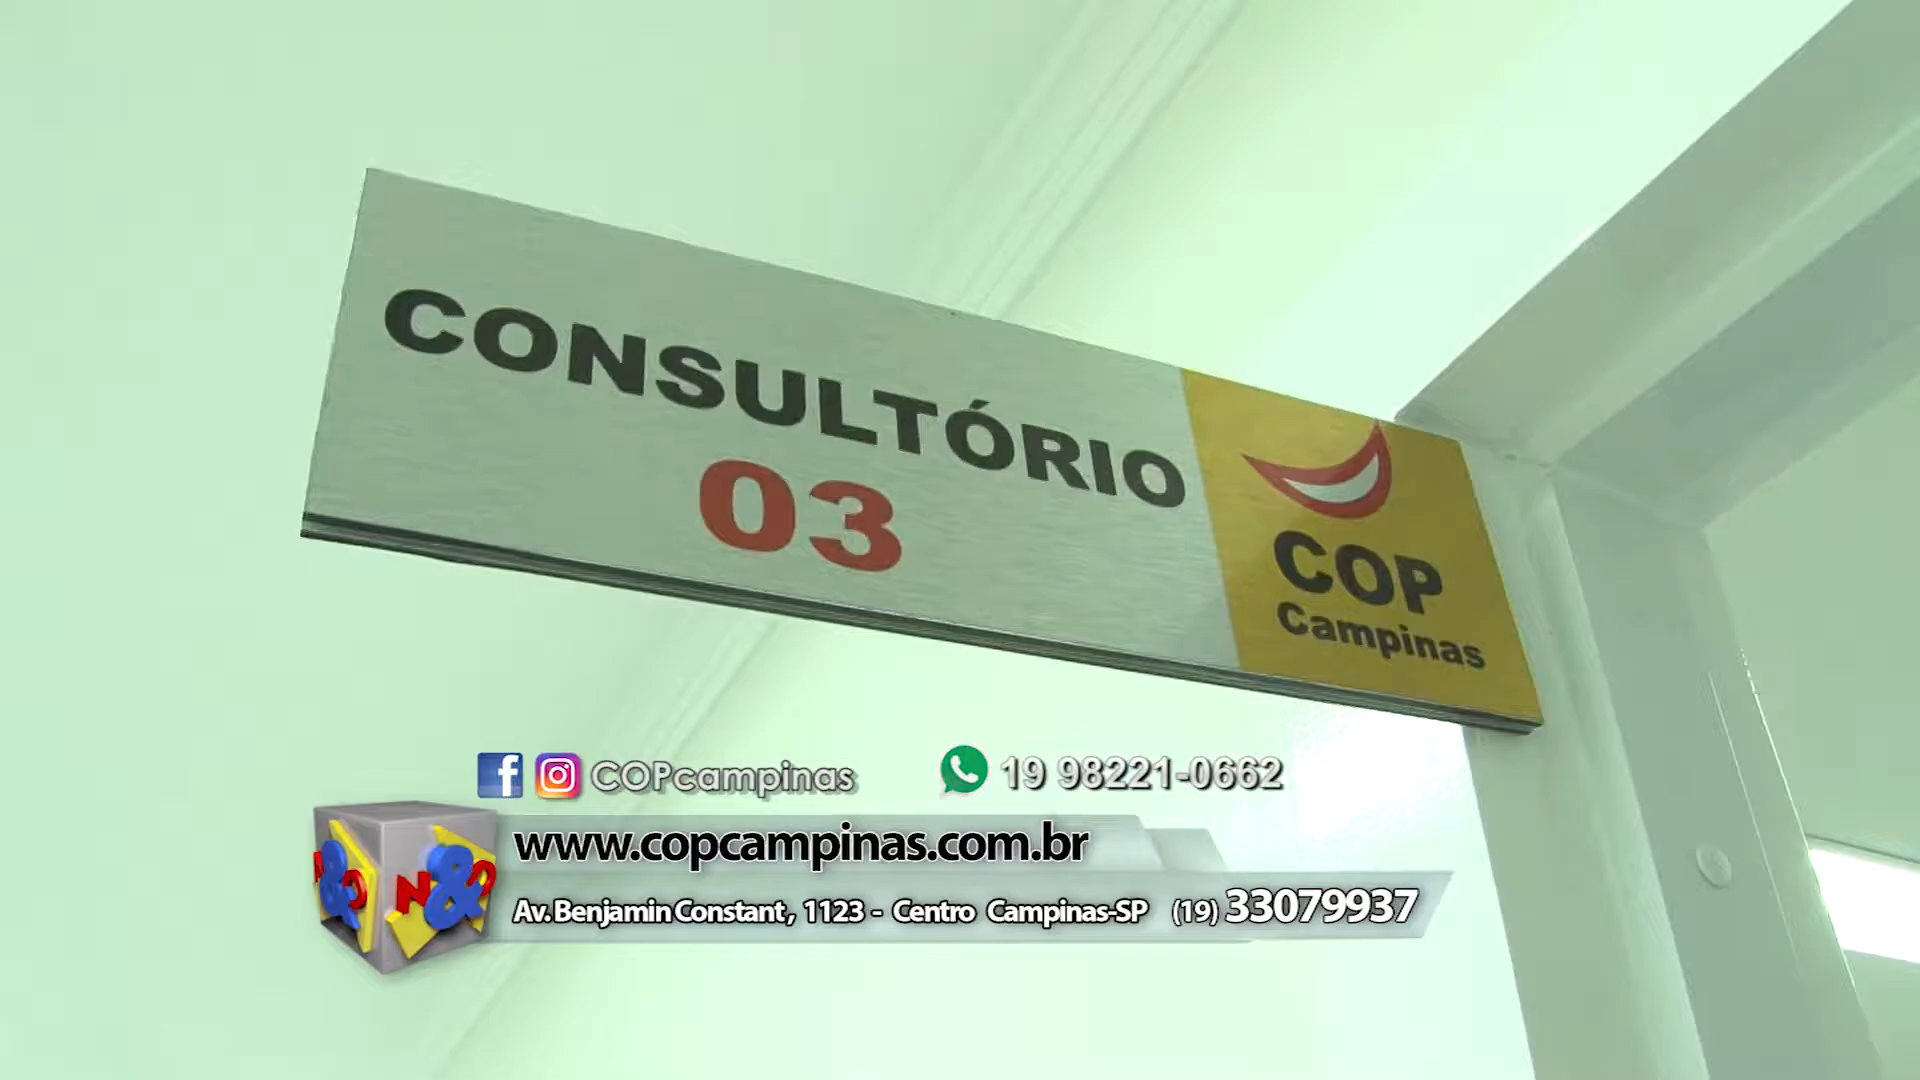 CONSULTÓRIO
03
COP
Campinas
COPcampinas
19 98221-0662
www.copcampinas.com.br
Av. Benjamin Constant, 1123 - Centro Campinas-SP (19) 33079937
N&O
N&O